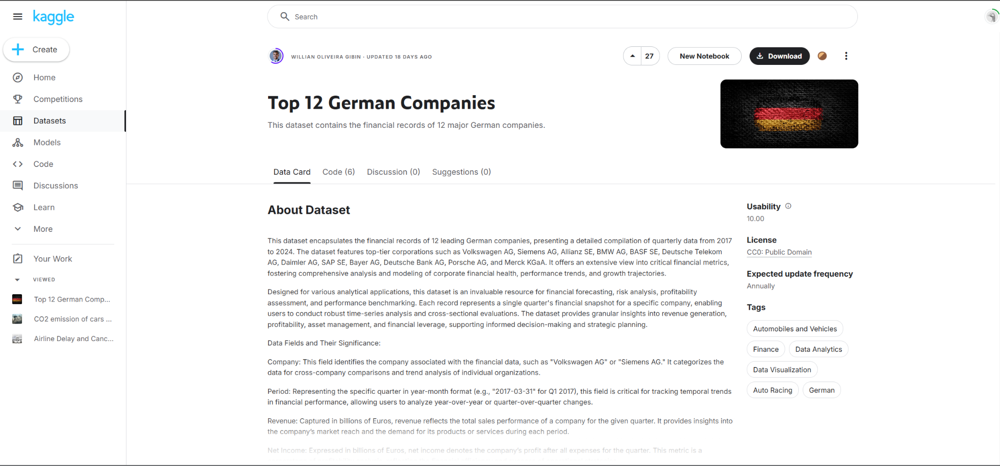 kaggle
Search
Create
Home
Competitions
Datasets
Models
Code
Discussions
Learn
More
Your Work
VIEWED
Top 12 German Comp...
CO2 emission of cars ...
Airline Delay and Canc...
WILLIAN OLIVEIRA GIBIN · UPDATED 18 DAYS AGO
27
New Notebook
Download
Top 12 German Companies
This dataset contains the financial records of 12 major German companies.
Data Card Code (6) Discussion (0) Suggestions (0)
About Dataset
This dataset encapsulates the financial records of 12 leading German companies, presenting a detailed compilation of quarterly data from 2017
to 2024. The dataset features top-tier corporations such as Volkswagen AG, Siemens AG, Allianz SE, BMW AG, BASF SE, Deutsche Telekom
AG, Daimler AG, SAP SE, Bayer AG, Deutsche Bank AG, Porsche AG, and Merck KGaA. It offers an extensive view into critical financial metrics,
fostering comprehensive analysis and modeling of corporate financial health, performance trends, and growth trajectories.
Designed for various analytical applications, this dataset is an invaluable resource for financial forecasting, risk analysis, profitability
assessment, and performance benchmarking. Each record represents a single quarter's financial snapshot for a specific company, enabling
users to conduct robust time-series analysis and cross-sectional evaluations. The dataset provides granular insights into revenue generation,
profitability, asset management, and financial leverage, supporting informed decision-making and strategic planning.
Data Fields and Their Significance:
Company: This field identifies the company associated with the financial data, such as "Volkswagen AG" or "Siemens AG." It categorizes the
data for cross-company comparisons and trend analysis of individual organizations.
Period: Representing the specific quarter in year-month format (e.g., "2017-03-31" for Q1 2017), this field is critical for tracking temporal trends
in financial performance, allowing users to analyze year-over-year or quarter-over-quarter changes.
Revenue: Captured in billions of Euros, revenue reflects the total sales performance of a company for the given quarter. It provides insights into
the company's market reach and the demand for its products or services during each period.
Net Income: Expressed in billions of Euros, net income denotes the company's profit after all expenses for the quarter. This metric is a
Usability
10.00
License
CC0: Public Domain
Expected update frequency
Annually
Tags
Automobiles and Vehicles
Finance
Data Analytics
Data Visualization
Auto Racing
German